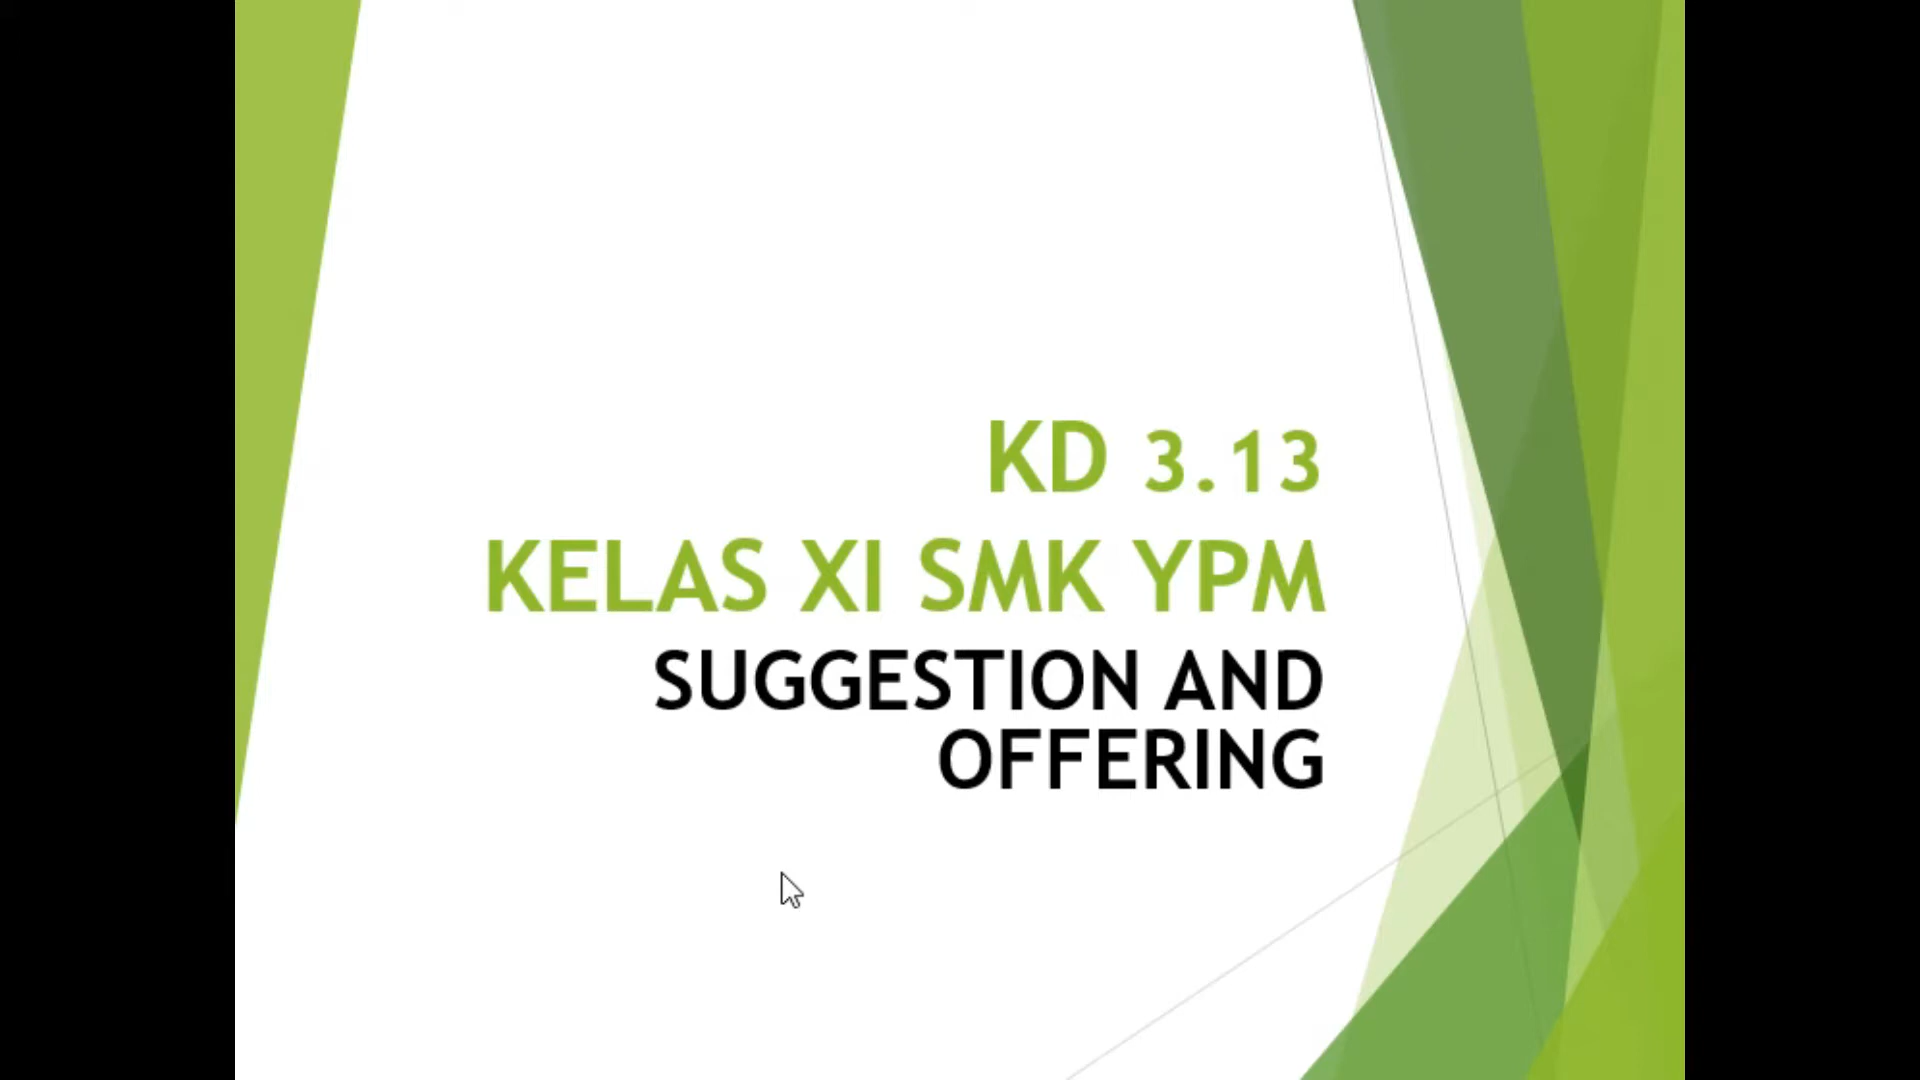 KD 3.13
KELAS XI SMK YPM
SUGGESTION AND
OFFERING